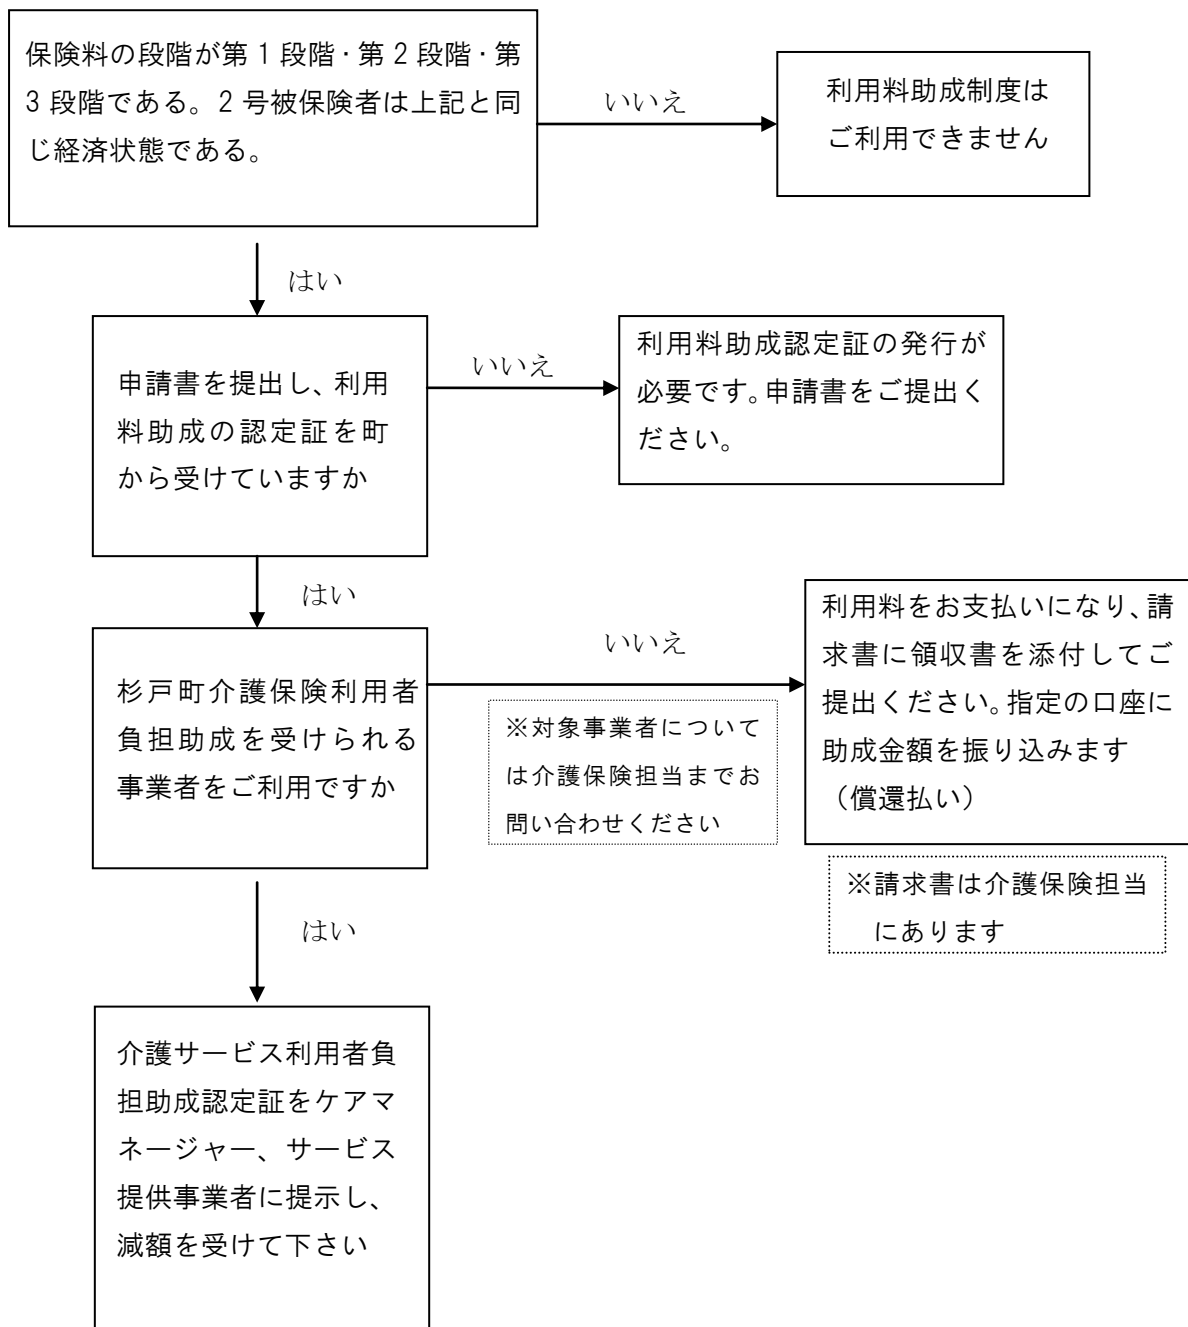 保険料の段階が第1段階・第2段階・第
3段階である。2号被保険者は上記と同
じ経済状態である。
いいえ
利用料助成制度は
ご利用できません
はい
申請書を提出し、利用
料助成の認定証を町
から受けていますか
いいえ
利用料助成認定証の発行が
必要です。申請書をご提出く
ださい。
はい
杉戸町介護保険利用者
負担助成を受けられる
事業者をご利用ですか
いいえ
※対象事業者について
は介護保険担当までお
問い合わせください
利用料をお支払いになり、請
求書に領収書を添付してご
提出ください。指定の口座に
助成金額を振り込みます
（償還払い）
※請求書は介護保険担当
にあります
はい
介護サービス利用者負
担助成認定証をケアマ
ネージャー、サービス
提供事業者に提示し、
減額を受けて下さい